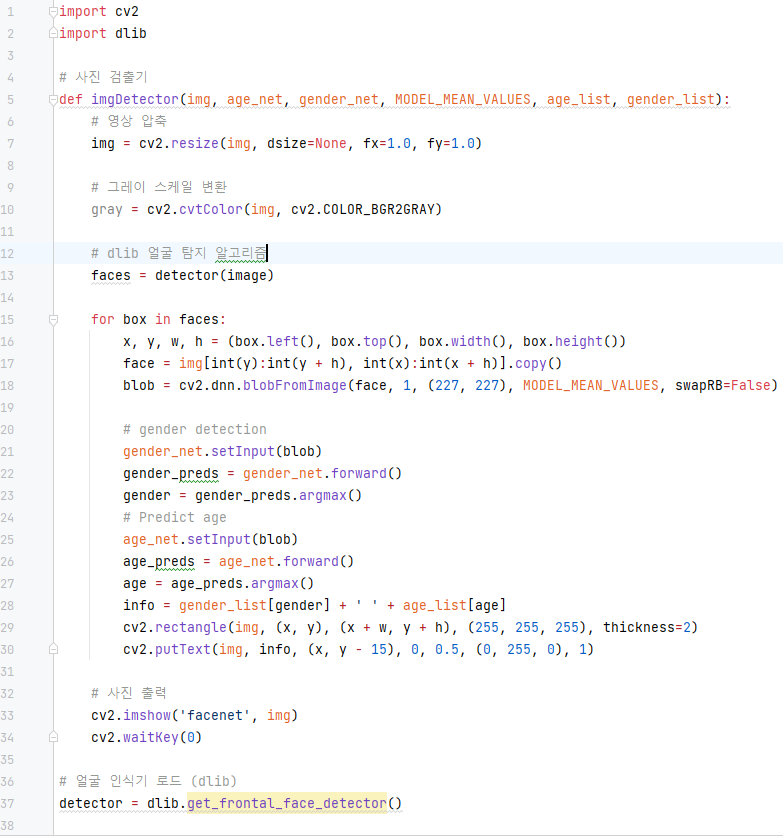 1 import cv2
2 import dlib
3
4 # 사진 검출기
5 def imgDetector(img, age_net, gender_net, MODEL_MEAN_VALUES, age_list, gender_list):
6     # 영상 압축
7     img = cv2.resize(img, dsize=None, fx=1.0, fy=1.0)
8
9     # 그레이 스케일 변환
10     gray = cv2.cvtColor(img, cv2.COLOR_BGR2GRAY)
11
12     # dlib 얼굴 탐지 알고리즘
13     faces = detector(image)
14
15     for box in faces:
16         x, y, w, h = (box.left(), box.top(), box.width(), box.height())
17         face = img[int(y):int(y + h), int(x):int(x + h)].copy()
18         blob = cv2.dnn.blobFromImage(face, 1, (227, 227), MODEL_MEAN_VALUES, swapRB=False)
19
20         # gender detection
21         gender_net.setInput(blob)
22         gender_preds = gender_net.forward()
23         gender = gender_preds.argmax()
24         # Predict age
25         age_net.setInput(blob)
26         age_preds = age_net.forward()
27         age = age_preds.argmax()
28         info = gender_list[gender] + ' ' + age_list[age]
29         cv2.rectangle(img, (x, y), (x + w, y + h), (255, 255, 255), thickness=2)
30         cv2.putText(img, info, (x, y - 15), 0, 0.5, (0, 255, 0), 1)
31
32     # 사진 출력
33     cv2.imshow('facenet', img)
34     cv2.waitKey(0)
35
36 # 얼굴 인식기 로드 (dlib)
37 detector = dlib.get_frontal_face_detector()
38